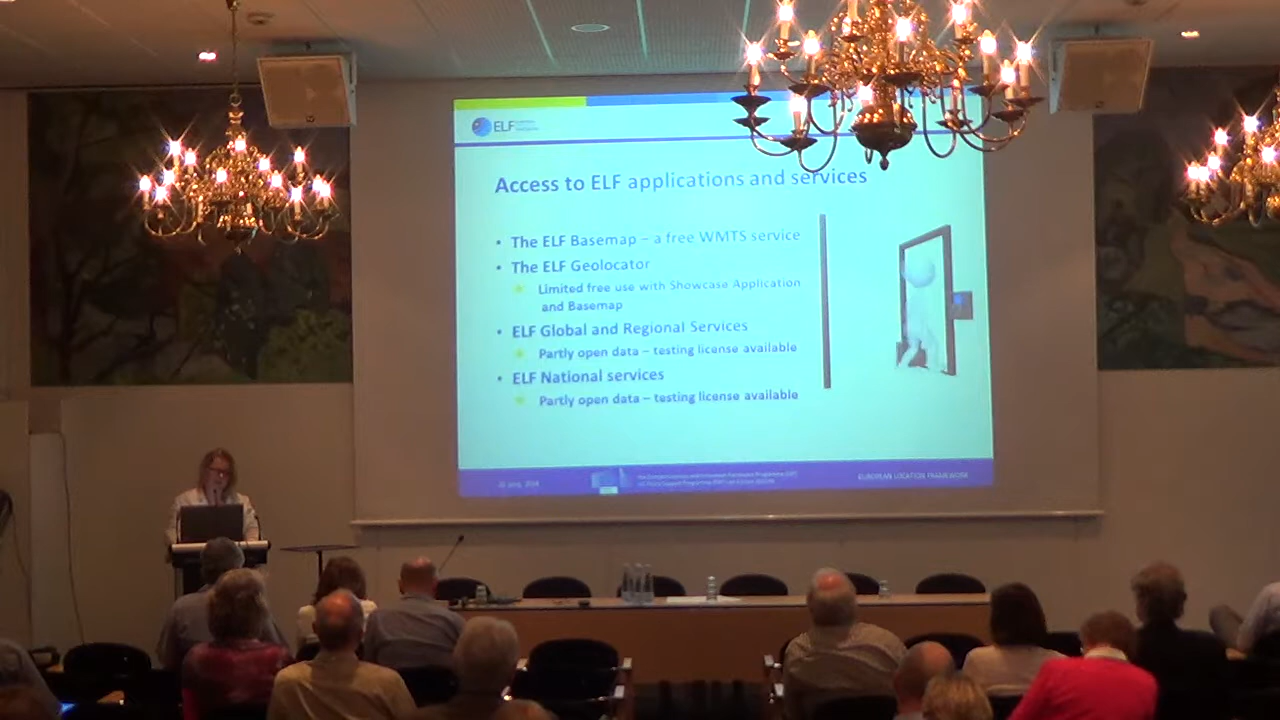 ELF
Access to ELF applications and services
• The ELF Basemap – a free WMTS service
• The ELF Geolocator
Limited free use with Showcase Application
and Basemap
• ELF Global and Regional Services
Partly open data – testing license available
• ELF National services
Partly open data – testing license available
EUROPEAN LOCATION FRAMEWORK